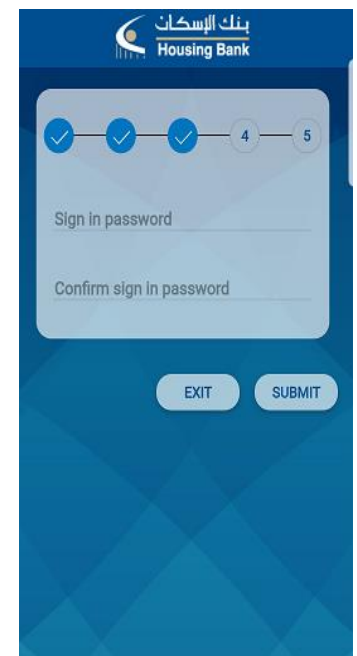 بنك الإسكان
Housing Bank
4
5
Sign in password
Confirm sign in password
EXIT
SUBMIT